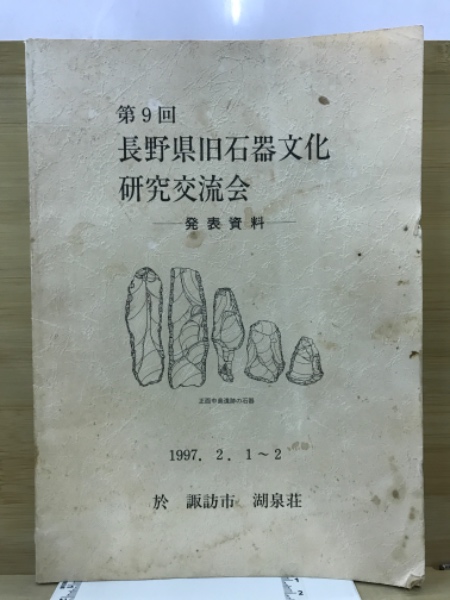 第9回
長野県旧石器文化
研究交流会
発表資料
1997. 2. 1～2
於 諏訪市 湖泉荘